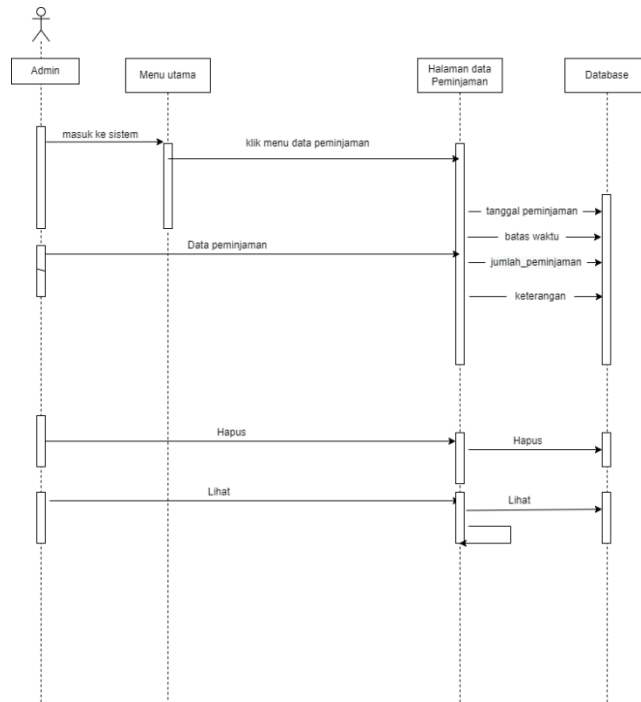 Admin
Menu utama
Halaman data
Peminjaman
Database
masuk ke sistem
klik menu data peminjaman
tanggal peminjaman
batas waktu
Data peminjaman
jumlah_peminjaman
keterangan
Hapus
Hapus
Lihat
Lihat